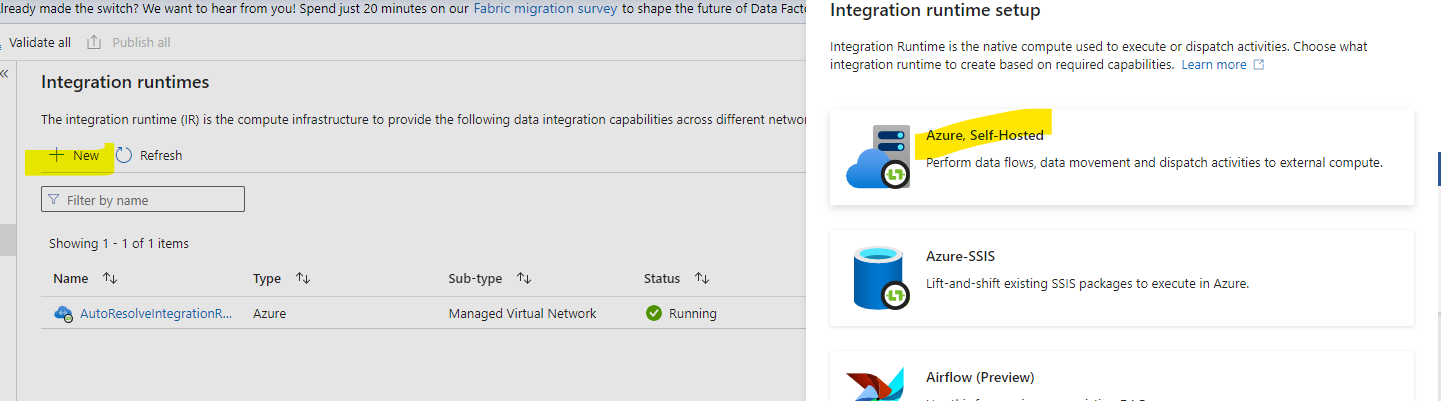 Already made the switch? We want to hear from you! Spend just 20 minutes on our Fabric migration survey to shape the future of Data Facto
Validate all Publish all
Integration runtimes
The integration runtime (IR) is the compute infrastructure to provide the following data integration capabilities across different networ
New Refresh
Filter by name
Showing 1 - 1 of 1 items
Name Type Sub-type Status
AutoResolveIntegrationR... Azure Managed Virtual Network Running
Integration runtime setup
Integration Runtime is the native compute used to execute or dispatch activities. Choose what
integration runtime to create based on required capabilities. Learn more
Azure, Self-Hosted
Perform data flows, data movement and dispatch activities to external compute.
Azure-SSIS
Lift-and-shift existing SSIS packages to execute in Azure.
Airflow (Preview)